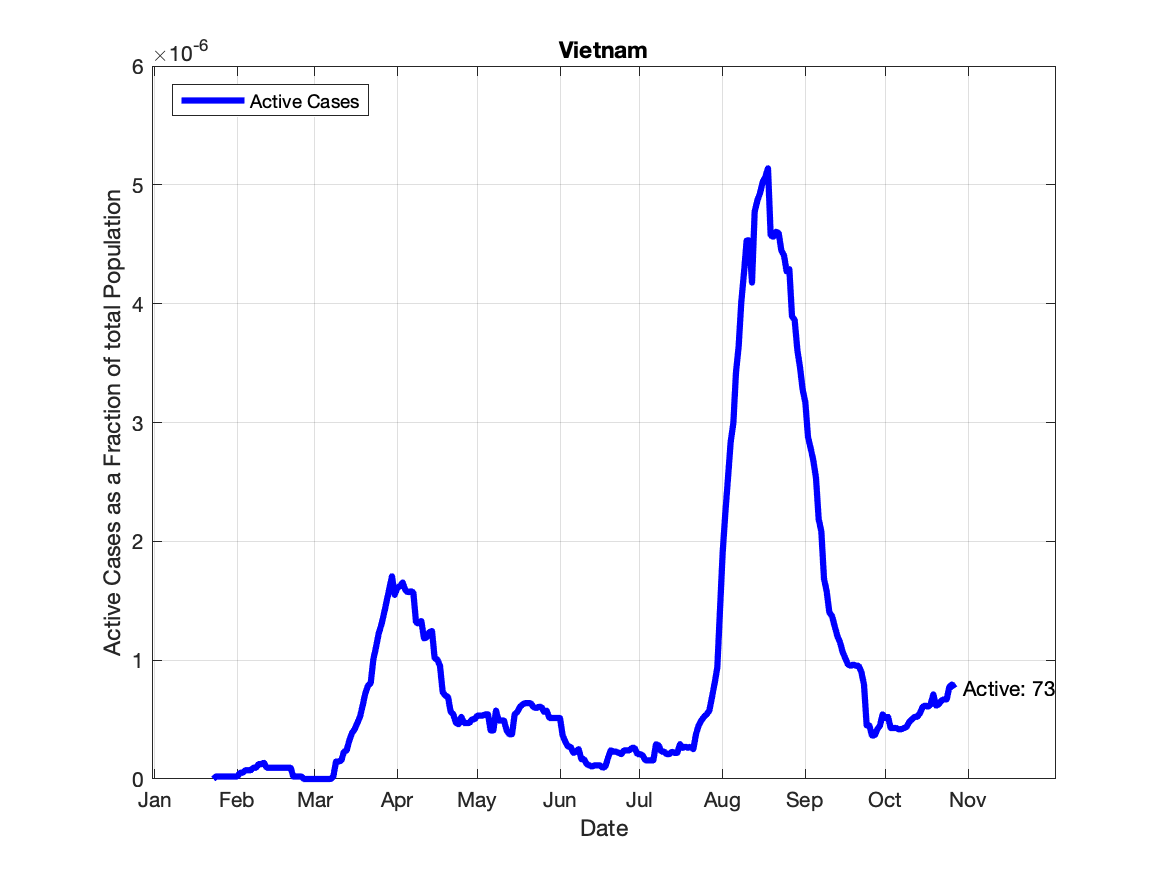 Vietnam
×10-6
Active Cases
6
5
4
3
2
1
0
Active Cases as a Fraction of total Population
Active: 73
Jan Feb Mar Apr May Jun Jul Aug Sep Oct Nov
Date